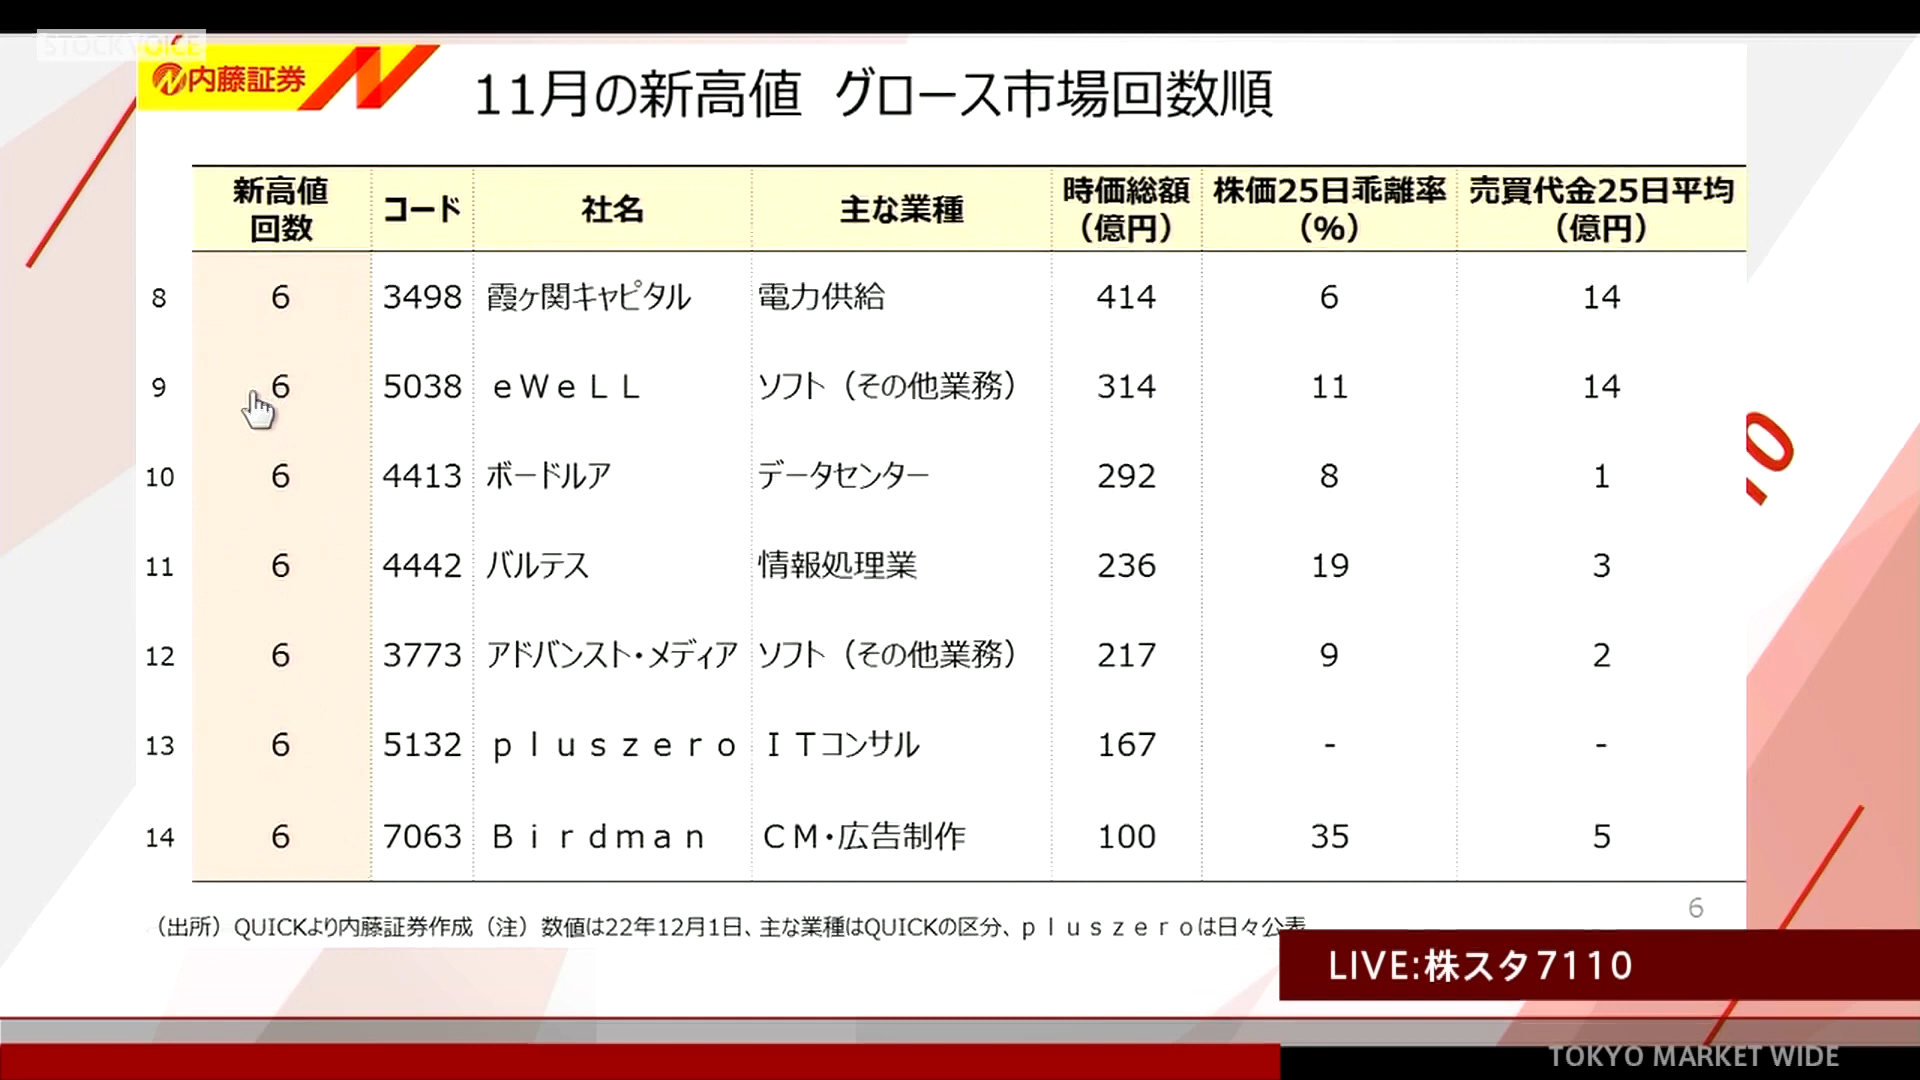 STOCKVOICE
内藤証券
11月の新高値 グロース市場回数順
新高値回数 コード 社名 主な業種 時価総額（億円） 株価25日乖離率（%） 売買代金25日平均（億円）
8 6 3498 霞ヶ関キャピタル 電力供給 414 6 14
9 6 5038 ｅＷｅＬＬ ソフト（その他業務） 314 11 14
10 6 4413 ボードルア データセンター 292 8 1
11 6 4442 バルテス 情報処理業 236 19 3
12 6 3773 アドバンスト・メディア ソフト（その他業務） 217 9 2
13 6 5132 ｐｌｕｓｚｅｒｏ ＩＴコンサル 167 - -
14 6 7063 Ｂｉｒｄｍａｎ ＣＭ・広告制作 100 35 5
6
（出所）QUICKより内藤証券作成（注）数値は22年12月1日、主な業種はQUICKの区分、ｐｌｕｓｚｅｒｏは日々公表
LIVE:株スタ7110
TOKYO MARKET WIDE